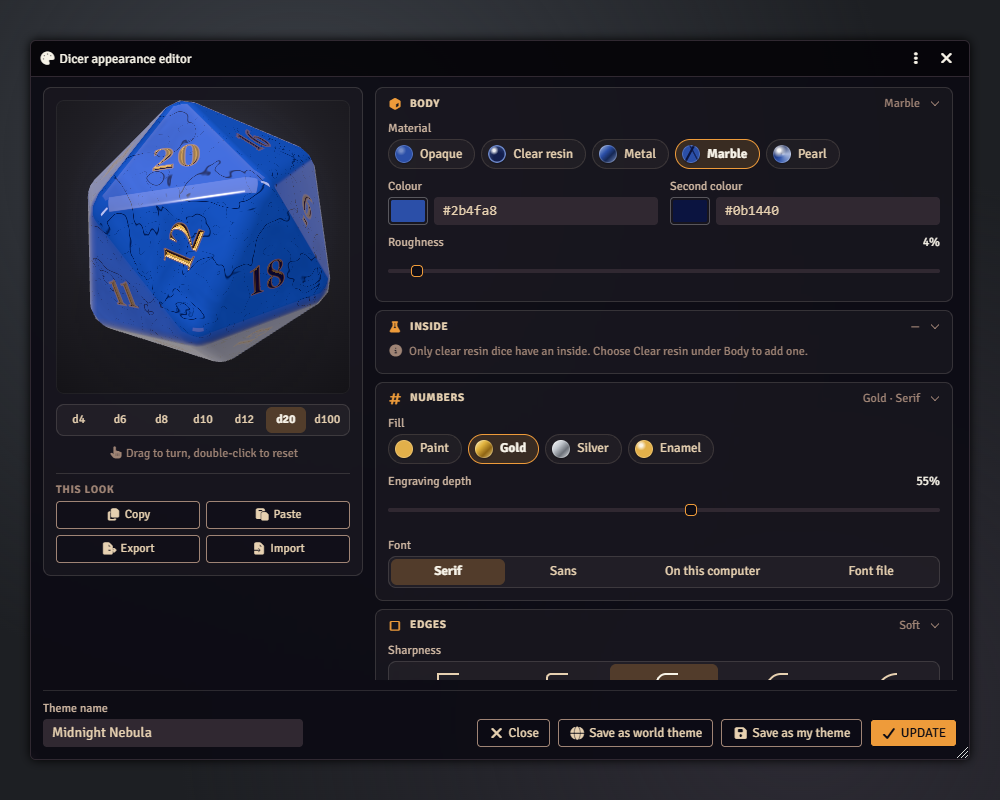 Dicer appearance editor
20
12
18
11
d4 d6 d8 d10 d12 d20 d100
Drag to turn, double-click to reset
THIS LOOK
Copy Paste
Export Import
BODY Marble
Material
Opaque Clear resin Metal Marble Pearl
Colour Second colour
#2b4fa8 #0b1440
Roughness 4%
INSIDE –
Only clear resin dice have an inside. Choose Clear resin under Body to add one.
NUMBERS Gold · Serif
Fill
Paint Gold Silver Enamel
Engraving depth 55%
Font
Serif Sans On this computer Font file
EDGES Soft
Sharpness
Theme name
Midnight Nebula
Close Save as world theme Save as my theme UPDATE